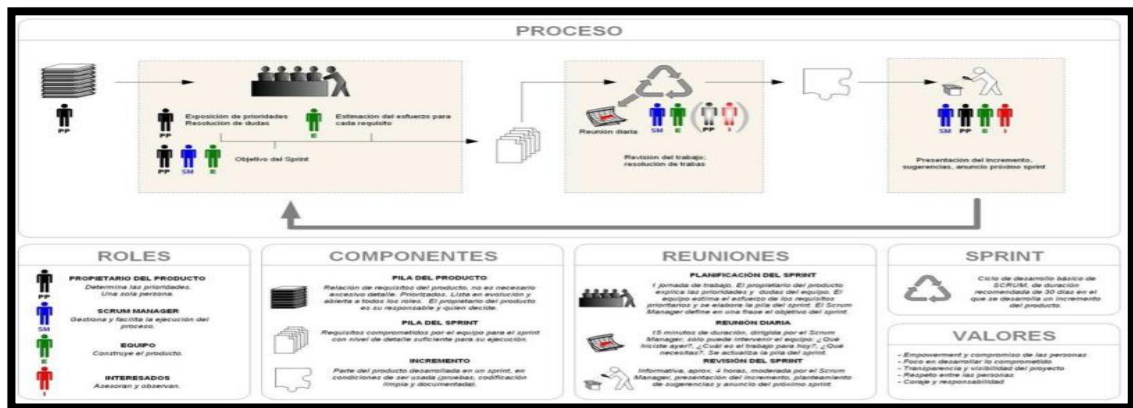 PROCESO
PP
Exposición de prioridades
Resolución de dudas
PP
Estimación del esfuerzo para
cada requisito
E
Objetivo del Sprint
PP SM E
Reunión diaria
SM E ( PP I )
Revisión del trabajo;
resolución de trabas
SM PP E I
Presentación del incremento,
sugerencias, anuncio próximo sprint
ROLES
PP
PROPIETARIO DEL PRODUCTO
Determina las prioridades.
Una sola persona.
SM
SCRUM MANAGER
Gestiona y facilita la ejecución del
proceso.
E
EQUIPO
Construye el producto.
I
INTERESADOS
Asesoran y observan.
COMPONENTES
PILA DEL PRODUCTO
Relación de requisitos del producto, no es necesario
excesivo detalle. Priorizados. Lista en evolución y
abierta a todos los roles. El propietario del producto
es su responsable y quien decide.
PILA DEL SPRINT
Requisitos comprometidos por el equipo para el sprint
con nivel de detalle suficiente para su ejecución.
INCREMENTO
Parte del producto desarrollada en un sprint, en
condiciones de ser usada (pruebas, codificación
limpia y documentada).
REUNIONES
PLANIFICACIÓN DEL SPRINT
1 jornada de trabajo. El propietario del producto
explica las prioridades y dudas del equipo. El
equipo estima el esfuerzo de los requisitos
prioritarios y se elabora la pila del sprint. El Scrum
Manager define en una frase el objetivo del sprint.
REUNIÓN DIARIA
15 minutos de duración, dirigida por el Scrum
Manager, sólo puede intervenir el equipo: ¿Qué
hiciste ayer?, ¿Cuál es el trabajo para hoy?, ¿Qué
necesitas?. Se actualiza la pila del sprint.
REVISIÓN DEL SPRINT
Informativa, aprox. 4 horas, moderada por el Scrum
Manager, presentación del incremento, planteamiento
de sugerencias y anuncio del próximo sprint.
SPRINT
Ciclo de desarrollo básico de
SCRUM, de duración
recomendada de 30 días en el
que se desarrolla un incremento
del producto.
VALORES
- Empowerment y compromiso de las personas
- Foco en desarrollar lo comprometido
- Transparencia y visibilidad del proyecto
- Respeto entre las personas
- Coraje y responsabilidad